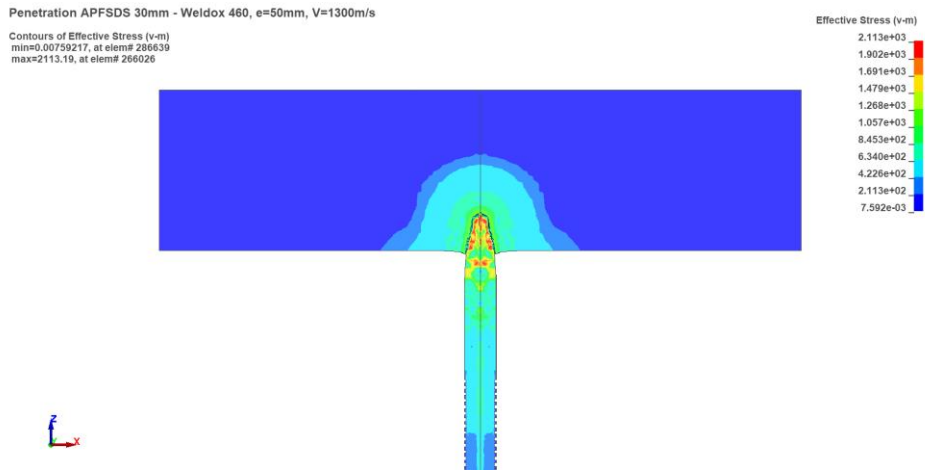 Penetration APFSDS 30mm - Weldox 460, e=50mm, V=1300m/s
Contours of Effective Stress (v-m)
min=0.00759217, at elem# 286639
max=2113.19, at elem# 266026
Effective Stress (v-m)
2.113e+03
1.902e+03
1.691e+03
1.479e+03
1.268e+03
1.057e+03
8.453e+02
6.340e+02
4.226e+02
2.113e+02
7.592e-03
Z
Y
X